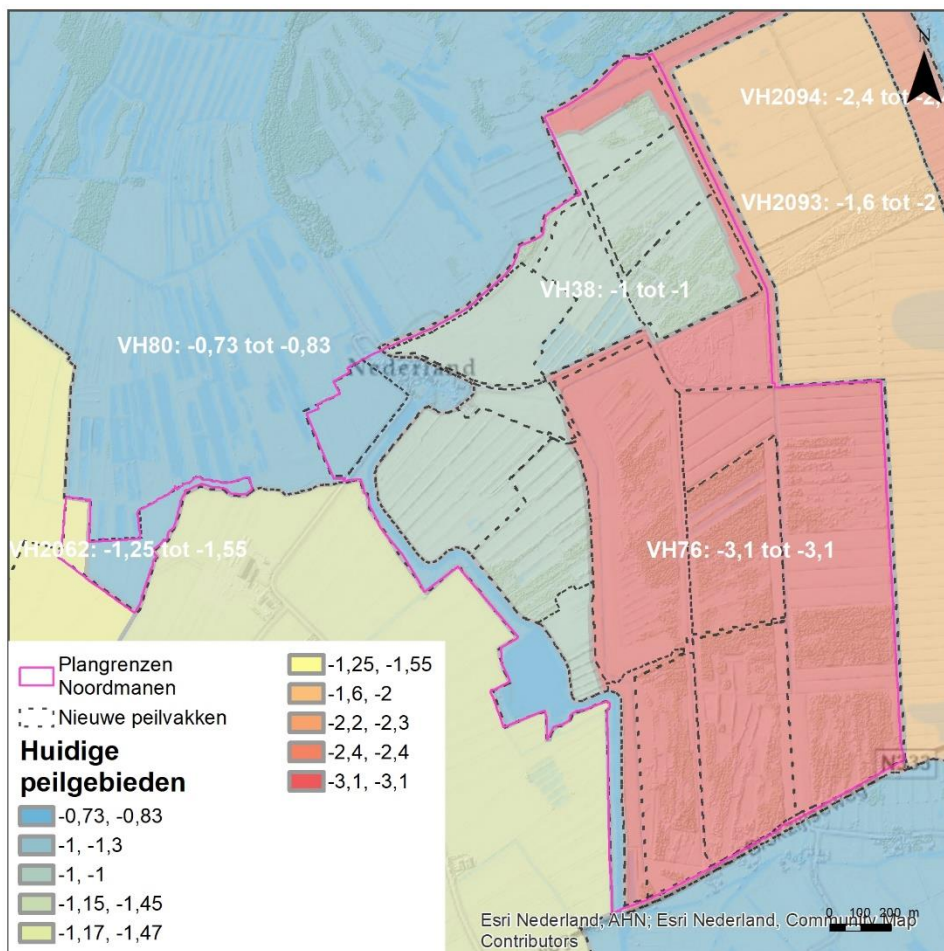 N
VH2094: -2,4 tot -2,
VH2093: -1,6 tot -2
VH38: -1 tot -1
VH80: -0,73 tot -0,83
Nederland
VH2062: -1,25 tot -1,55
VH76: -3,1 tot -3,1
N333
Plangrenzen
Noordmanen
Nieuwe peilvakken
Huidige
peilgebieden
-0,73, -0,83
-1, -1,3
-1, -1
-1,15, -1,45
-1,17, -1,47
-1,25, -1,55
-1,6, -2
-2,2, -2,3
-2,4, -2,4
-3,1, -3,1
0 100 200 m
Esri Nederland; AHN; Esri Nederland, Community Map
Contributors